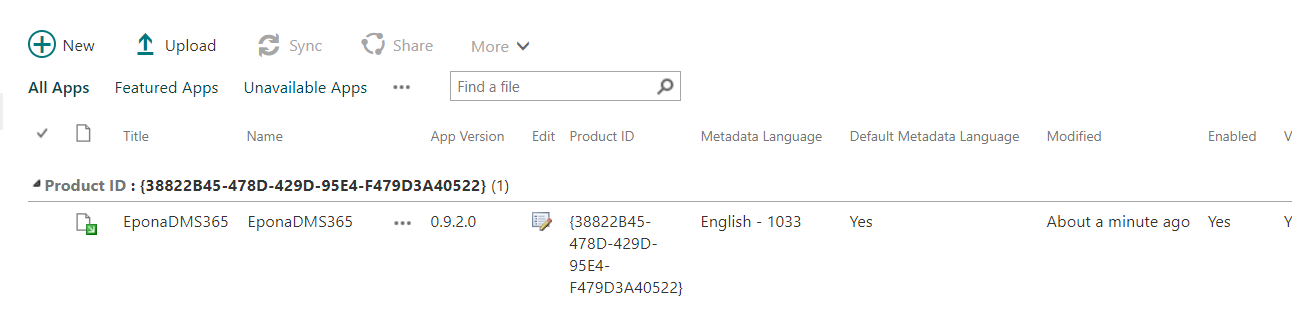 New Upload Sync Share More
All Apps Featured Apps Unavailable Apps ••• Find a file
Title Name App Version Edit Product ID Metadata Language Default Metadata Language Modified Enabled V
Product ID : {38822B45-478D-429D-95E4-F479D3A40522} (1)
EponaDMS365 EponaDMS365 ••• 0.9.2.0 {38822B45- English - 1033 Yes About a minute ago Yes Y
478D-429D-
95E4-
F479D3A40522}